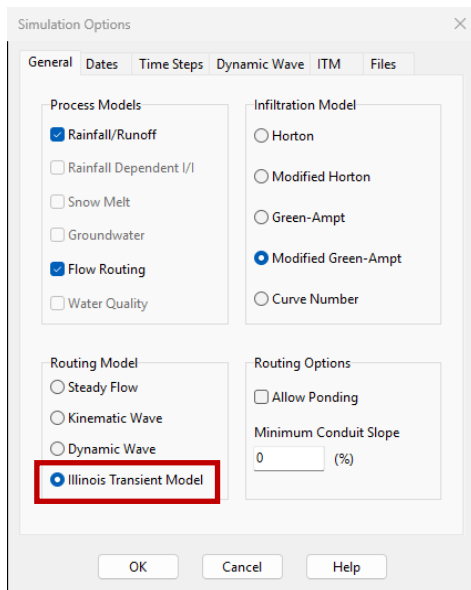 Simulation Options
General Dates Time Steps Dynamic Wave ITM Files
Process Models
Rainfall/Runoff
Rainfall Dependent I/I
Snow Melt
Groundwater
Flow Routing
Water Quality
Infiltration Model
Horton
Modified Horton
Green-Ampt
Modified Green-Ampt
Curve Number
Routing Model
Steady Flow
Kinematic Wave
Dynamic Wave
Illinois Transient Model
Routing Options
Allow Ponding
Minimum Conduit Slope
0 (%)
OK Cancel Help